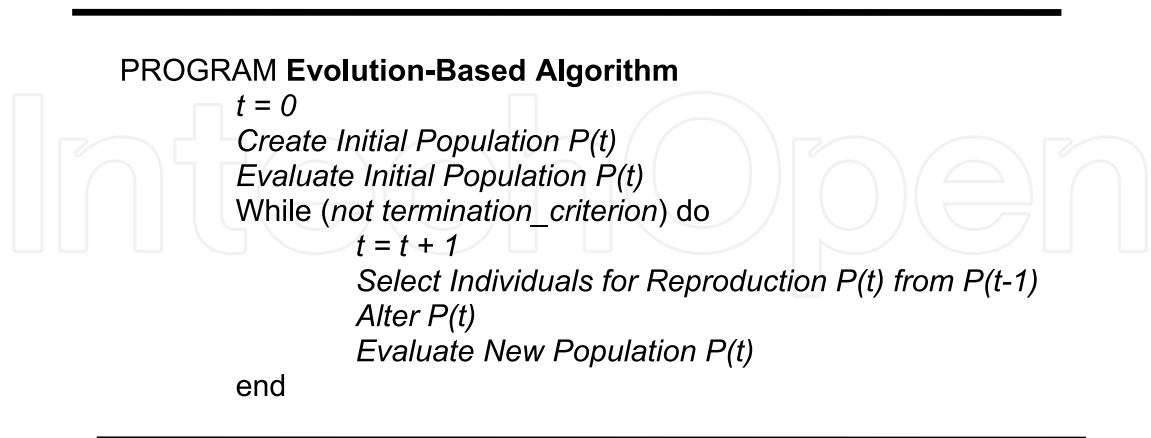 PROGRAM Evolution-Based Algorithm
t = 0
Create Initial Population P(t)
Evaluate Initial Population P(t)
While (not termination_criterion) do
t = t + 1
Select Individuals for Reproduction P(t) from P(t-1)
Alter P(t)
Evaluate New Population P(t)
end
IntechOpen